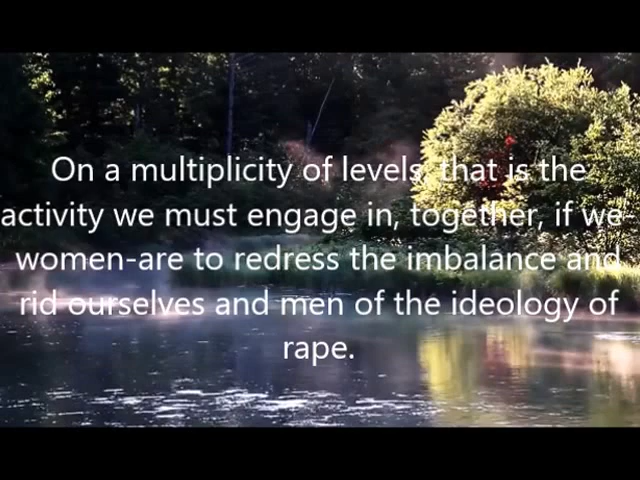 On a multiplicity of levels, that is the
activity we must engage in, together, if we-
women-are to redress the imbalance and
rid ourselves and men of the ideology of
rape.